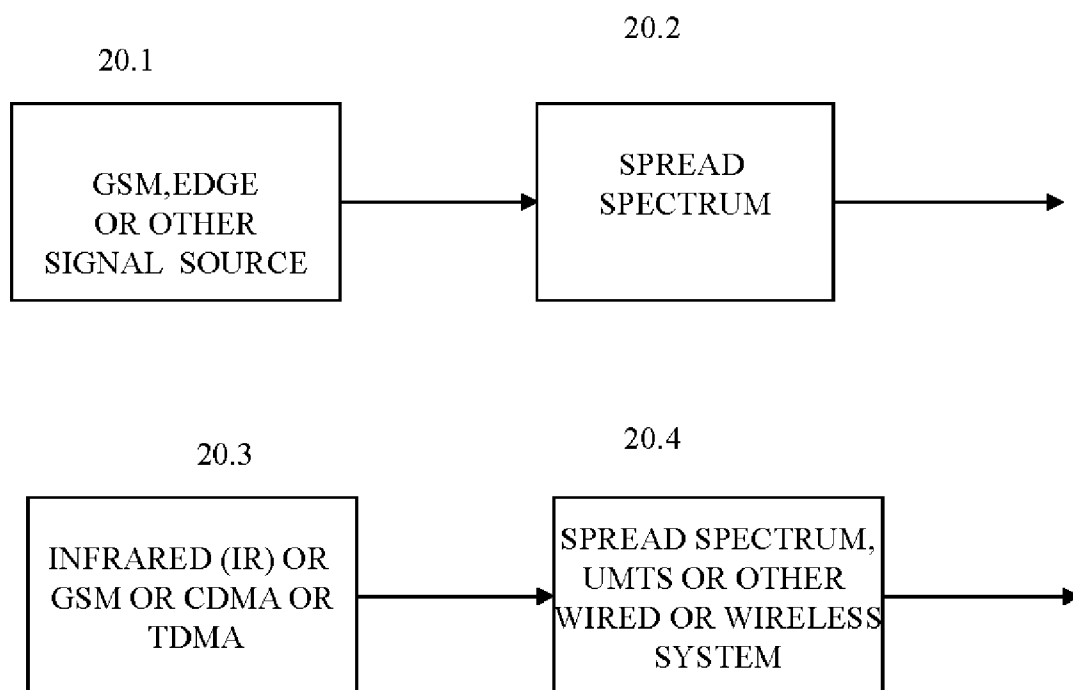 20.1
20.2
GSM,EDGE
OR OTHER
SIGNAL SOURCE
SPREAD
SPECTRUM
20.3
20.4
INFRARED (IR) OR
GSM OR CDMA OR
TDMA
SPREAD SPECTRUM,
UMTS OR OTHER
WIRED OR WIRELESS
SYSTEM